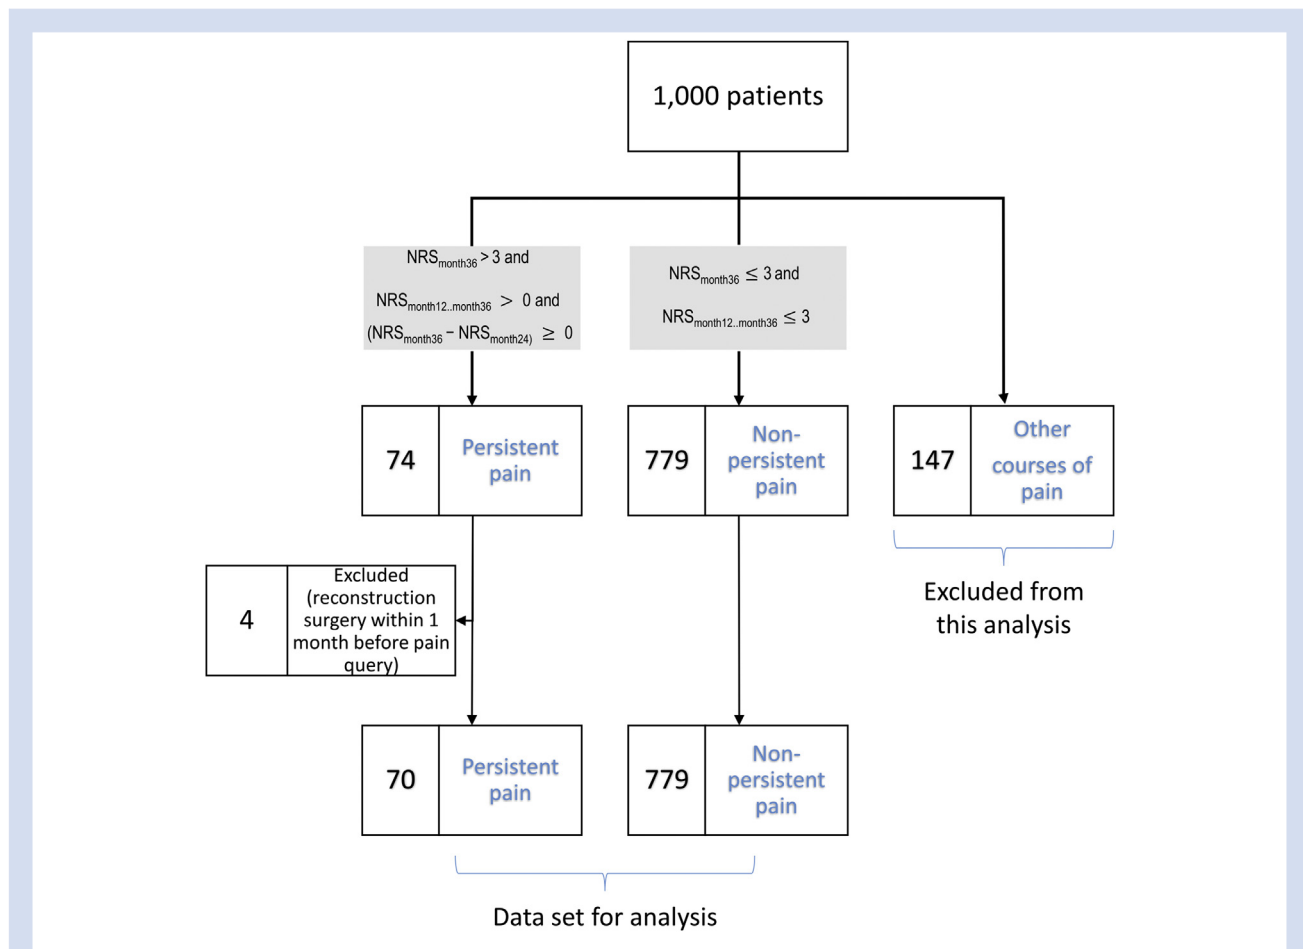 1,000 patients
NRSmonth36 > 3 and
NRSmonth12..month36 > 0 and
(NRSmonth36 − NRSmonth24) ≥ 0
NRSmonth36 ≤ 3 and
NRSmonth12..month36 ≤ 3
74
Persistent
pain
779
Non-
persistent
pain
147
Other
courses of
pain
4
Excluded
(reconstruction
surgery within 1
month before pain
query)
Excluded from
this analysis
70
Persistent
pain
779
Non-
persistent
pain
Data set for analysis